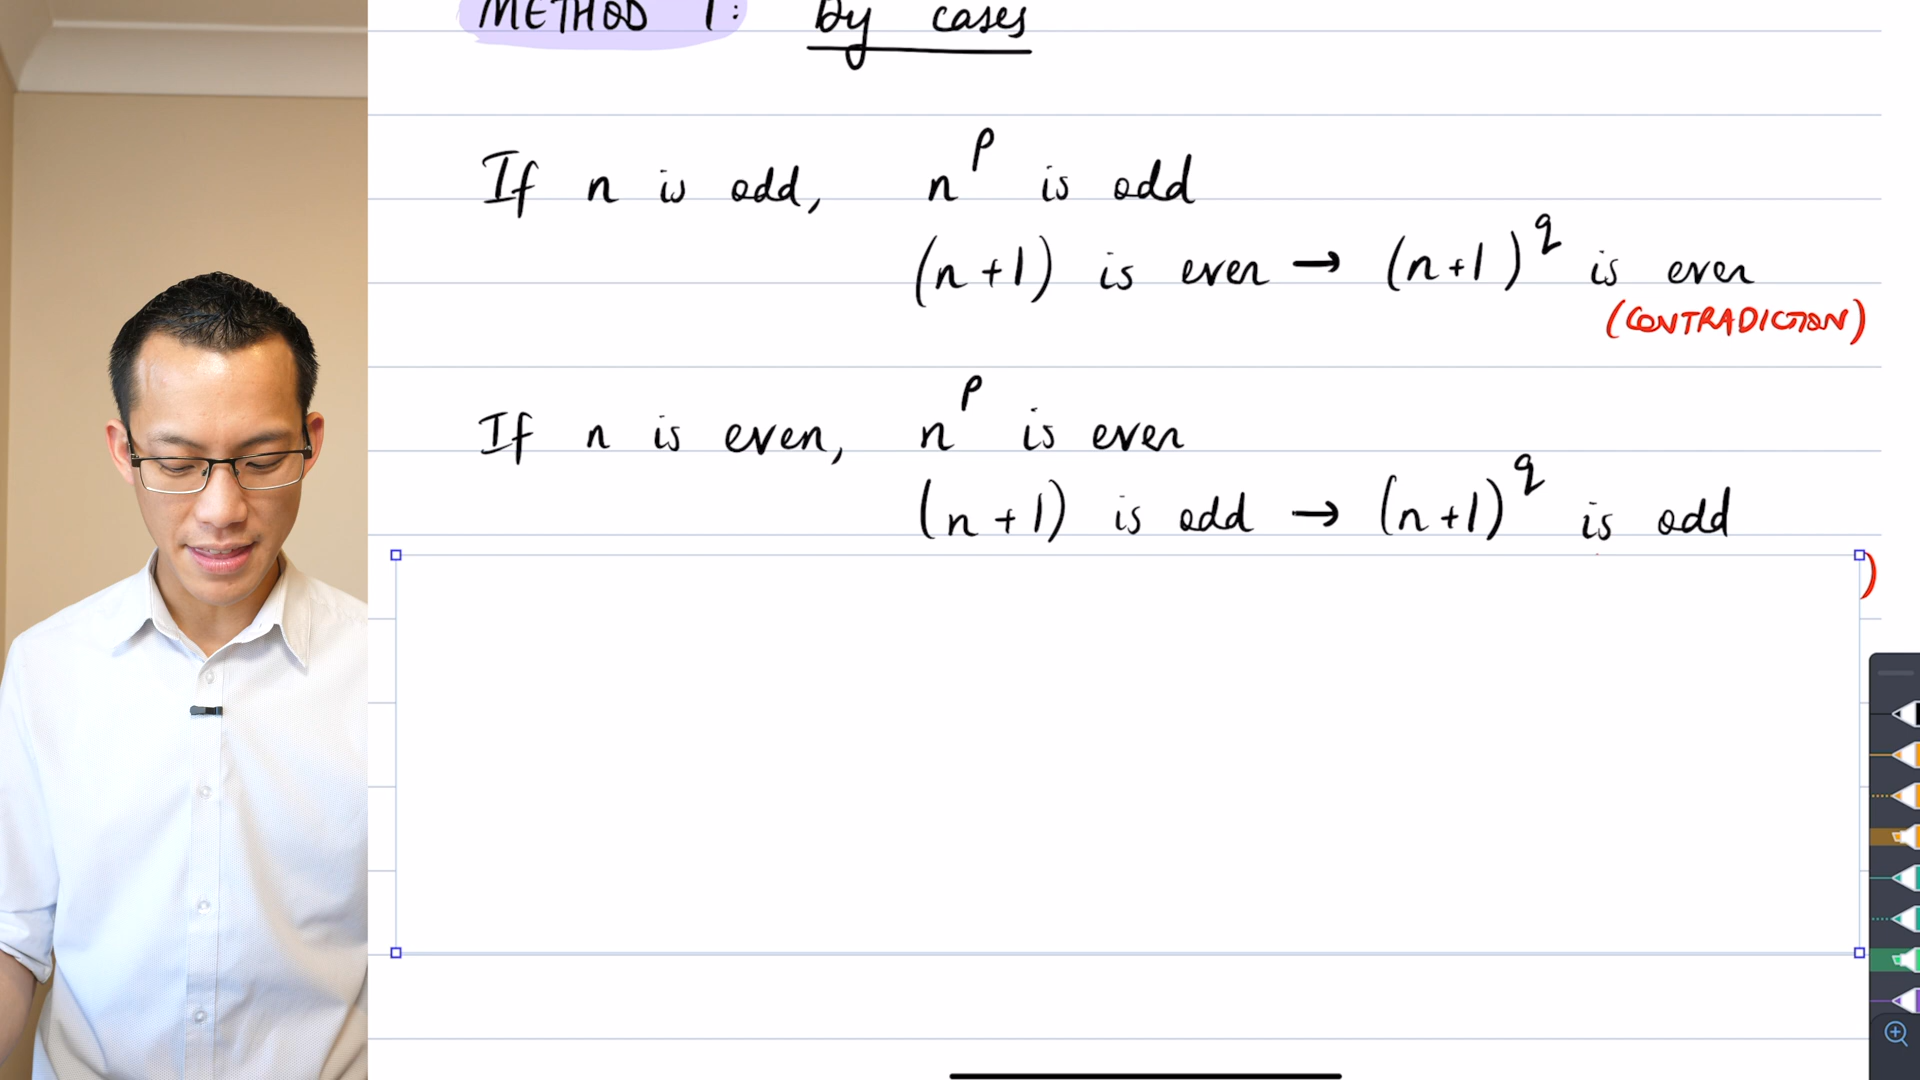 METHOD 1: By cases
If n is odd, n^p is odd
(n+1) is even → (n+1)^q is even
(CONTRADICTION)
If n is even, n^p is even
(n+1) is odd → (n+1)^q is odd
)